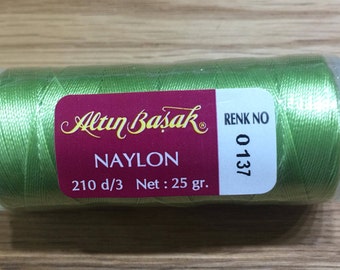 Altın Başak®
NAYLON
210 d/3 Net : 25 gr.
RENK NO
0137